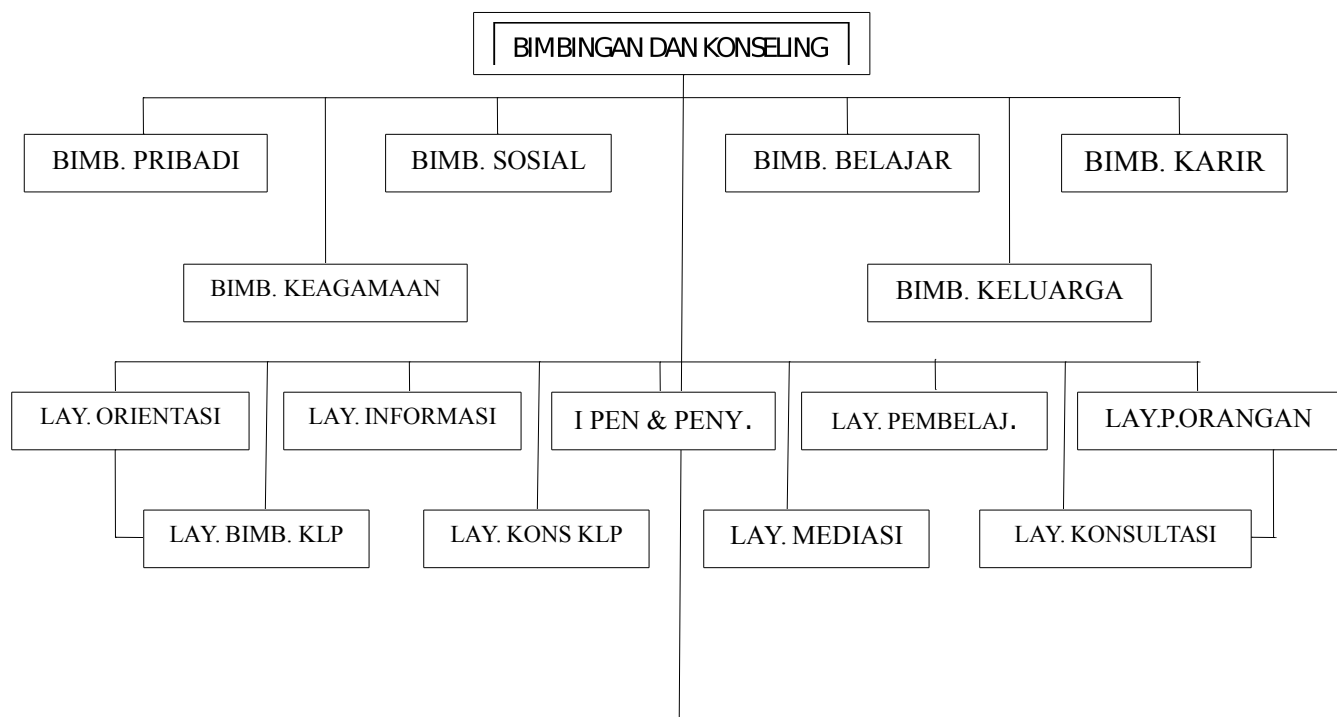 BIMBINGAN DAN KONSELING
BIMB. PRIBADI
BIMB. SOSIAL
BIMB. BELAJAR
BIMB. KARIR
BIMB. KEAGAMAAN
BIMB. KELUARGA
LAY. ORIENTASI
LAY. INFORMASI
I PEN & PENY.
LAY. PEMBELAJ.
LAY.P.ORANGAN
LAY. BIMB. KLP
LAY. KONS KLP
LAY. MEDIASI
LAY. KONSULTASI